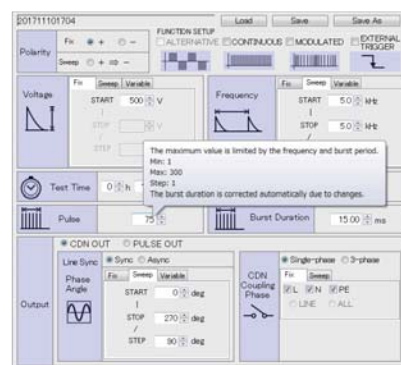 201711101704
Load Save Save As
FUNCTION SETUP
ALTERNATIVE CONTINUOUS MODULATED EXTERNAL TRIGGER
Polarity
Fix + -
Sweep + ⇒ -
Voltage
Fix Sweep Variable
START 500 V
STOP V
STEP
Frequency
Fix Sweep Variable
START 5.0 kHz
STOP 5.0 kHz
The maximum value is limited by the frequency and burst period.
Min: 1
Max: 300
Step: 1
The burst duration is corrected automatically due to changes.
Test Time 0 h
Pulse 75
Burst Duration 15.00 ms
Output
CDN OUT PULSE OUT
Line Sync Sync Async
Phase Angle
Fix Sweep Variable
START 0 deg
STOP 270 deg
STEP 90 deg
CDN Coupling Phase
Single-phase 3-phase
Fix Sweep
L N PE
LINE ALL